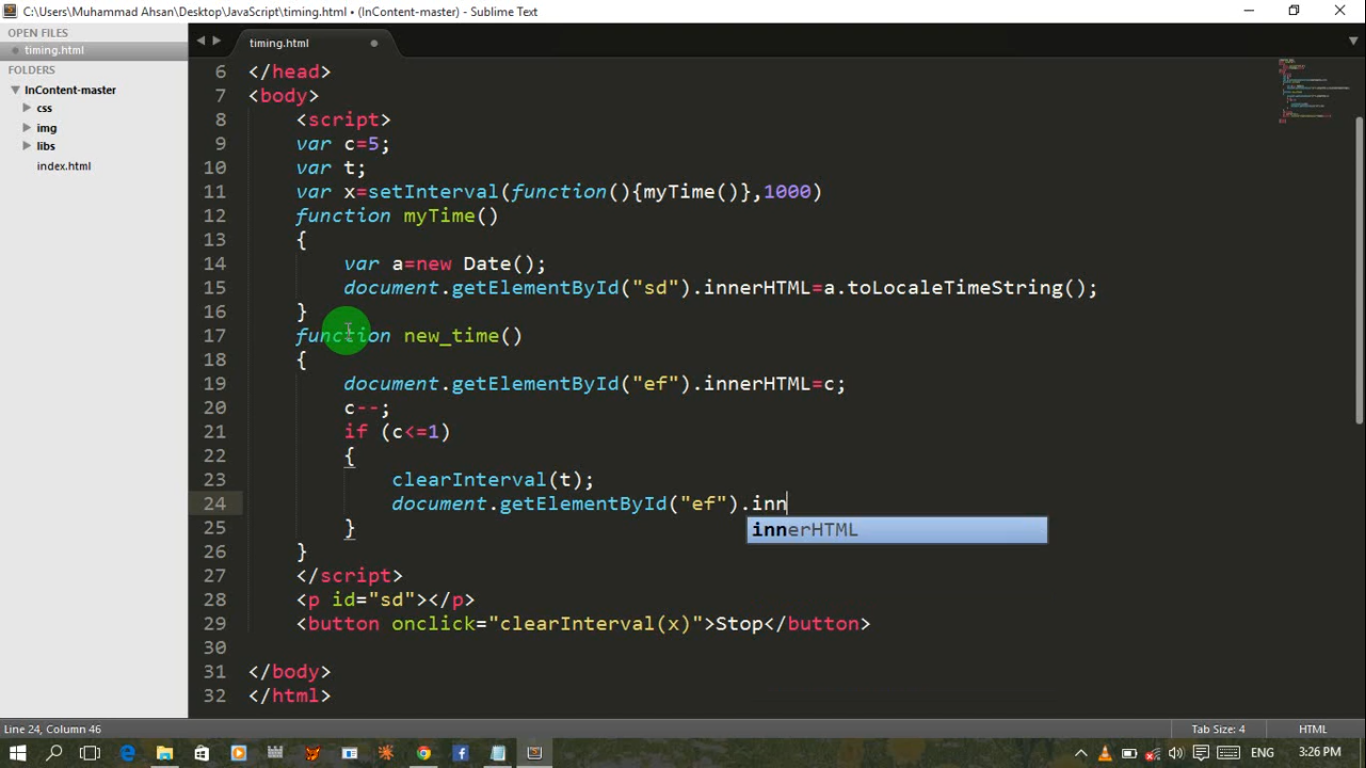 C:\Users\Muhammad Ahsan\Desktop\JavaScript\timing.html • (InContent-master) - Sublime Text
OPEN FILES
timing.html
FOLDERS
InContent-master
css
img
libs
index.html
timing.html
6 </head>
7 <body>
8 <script>
9 var c=5;
10 var t;
11 var x=setInterval(function(){myTime()},1000)
12 function myTime()
13 {
14 var a=new Date();
15 document.getElementById("sd").innerHTML=a.toLocaleTimeString();
16 }
17 function new_time()
18 {
19 document.getElementById("ef").innerHTML=c;
20 c--;
21 if (c<=1)
22 {
23 clearInterval(t);
24 document.getElementById("ef").inn
innerHTML
25 }
26 }
27 </script>
28 <p id="sd"></p>
29 <button onclick="clearInterval(x)">Stop</button>
30
31 </body>
32 </html>
Line 24, Column 46
Tab Size: 4
HTML
ENG
3:26 PM